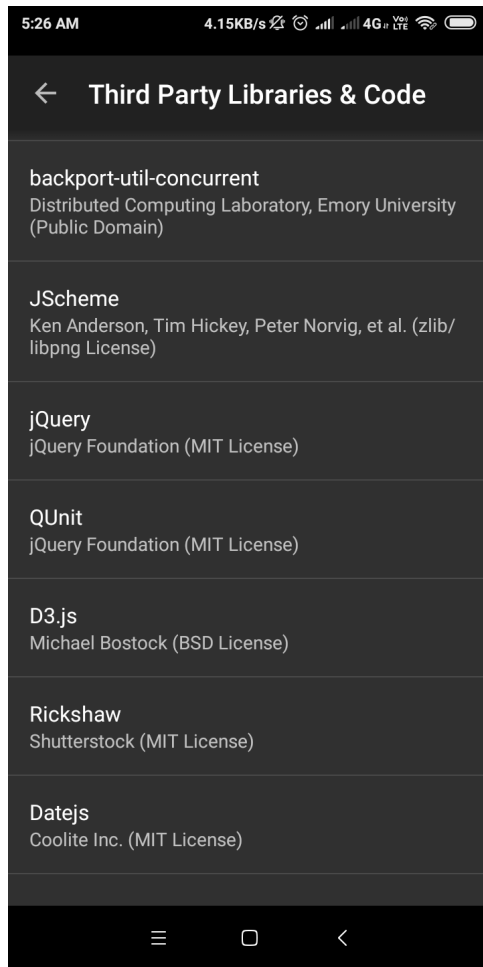 5:26 AM 4.15KB/s 4G Vo) LTE
Third Party Libraries & Code
backport-util-concurrent
Distributed Computing Laboratory, Emory University
(Public Domain)
JScheme
Ken Anderson, Tim Hickey, Peter Norvig, et al. (zlib/
libpng License)
jQuery
jQuery Foundation (MIT License)
QUnit
jQuery Foundation (MIT License)
D3.js
Michael Bostock (BSD License)
Rickshaw
Shutterstock (MIT License)
Datejs
Coolite Inc. (MIT License)